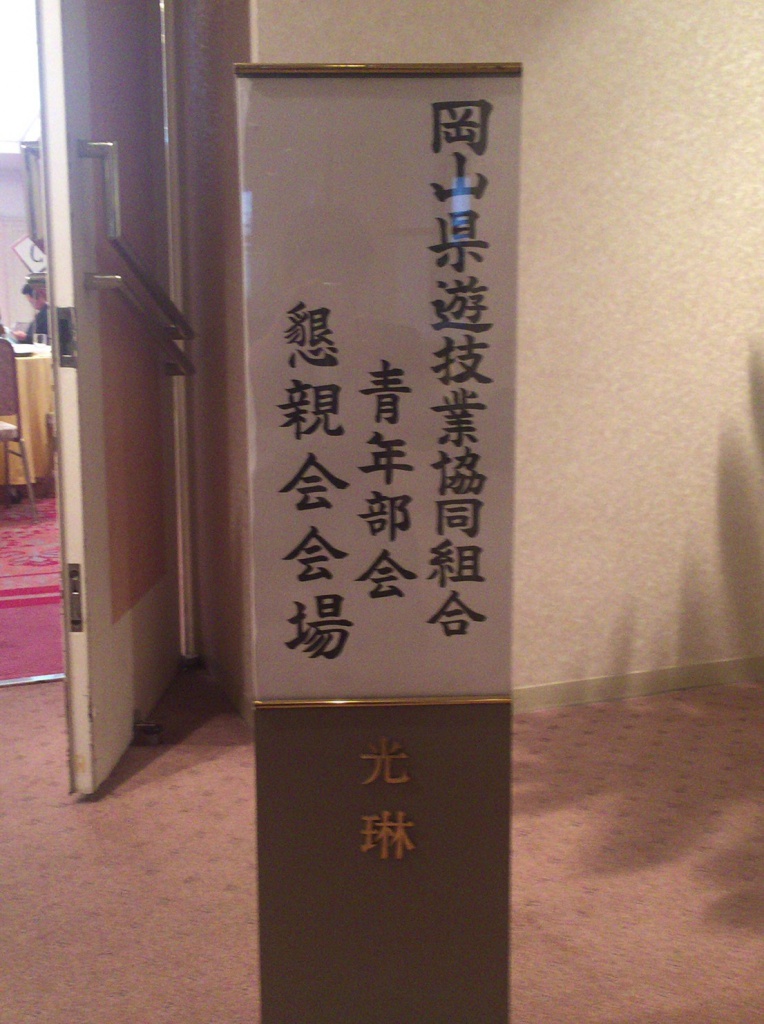 岡山県遊技業協同組合
青年部会
懇親会会場
光琳